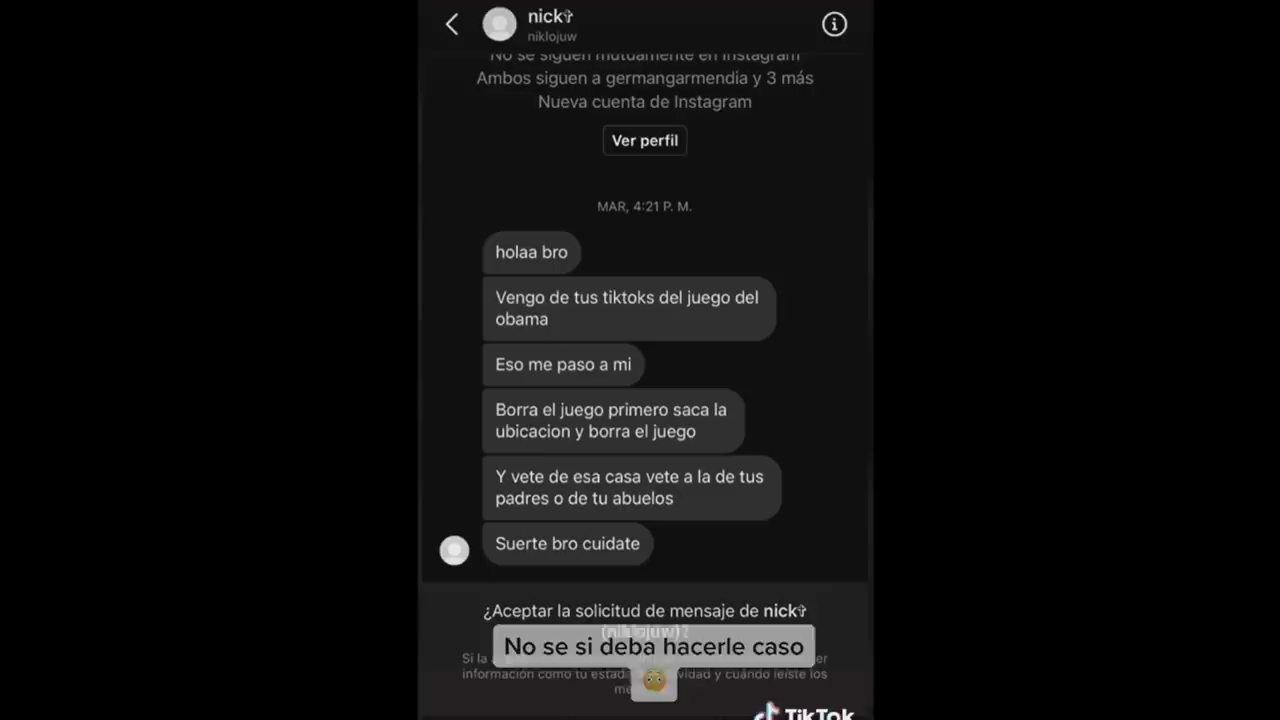 nick✞
niklojuw
No se siguen mutuamente en Instagram
Ambos siguen a germangarmendia y 3 más
Nueva cuenta de Instagram
Ver perfil
MAR, 4:21 P. M.
holaa bro
Vengo de tus tiktoks del juego del
obama
Eso me paso a mi
Borra el juego primero saca la
ubicacion y borra el juego
Y vete de esa casa vete a la de tus
padres o de tu abuelos
Suerte bro cuidate
¿Aceptar la solicitud de mensaje de nick✞
(niklojuw)?
No se si deba hacerle caso
Si la
información como tu
y cuándo leíste los
TikTok